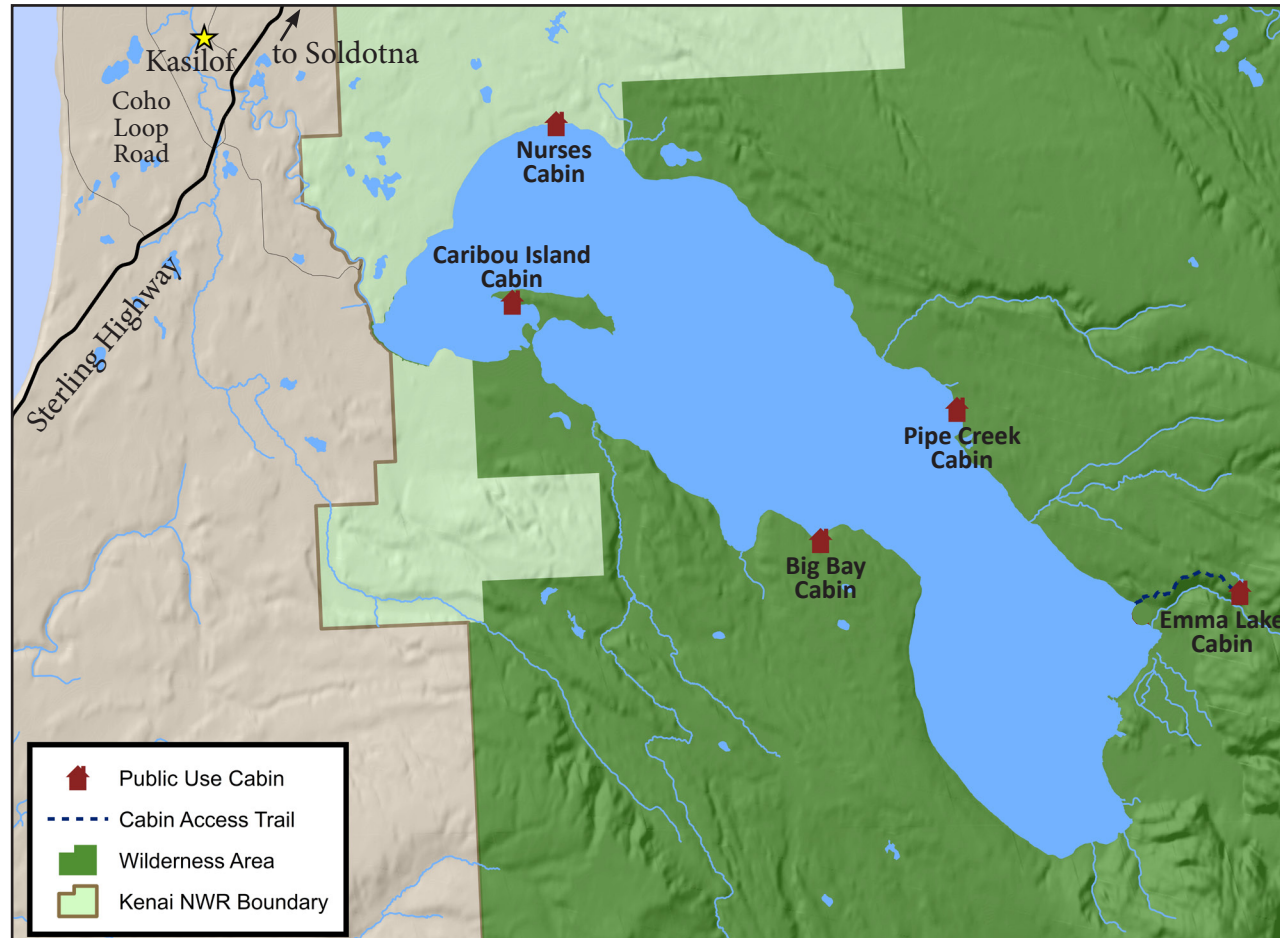 Kasilof
to Soldotna
Coho
Loop
Road
Nurses
Cabin
Caribou Island
Cabin
Sterling Highway
Pipe Creek
Cabin
Big Bay
Cabin
Emma Lake
Cabin
Public Use Cabin
Cabin Access Trail
Wilderness Area
Kenai NWR Boundary